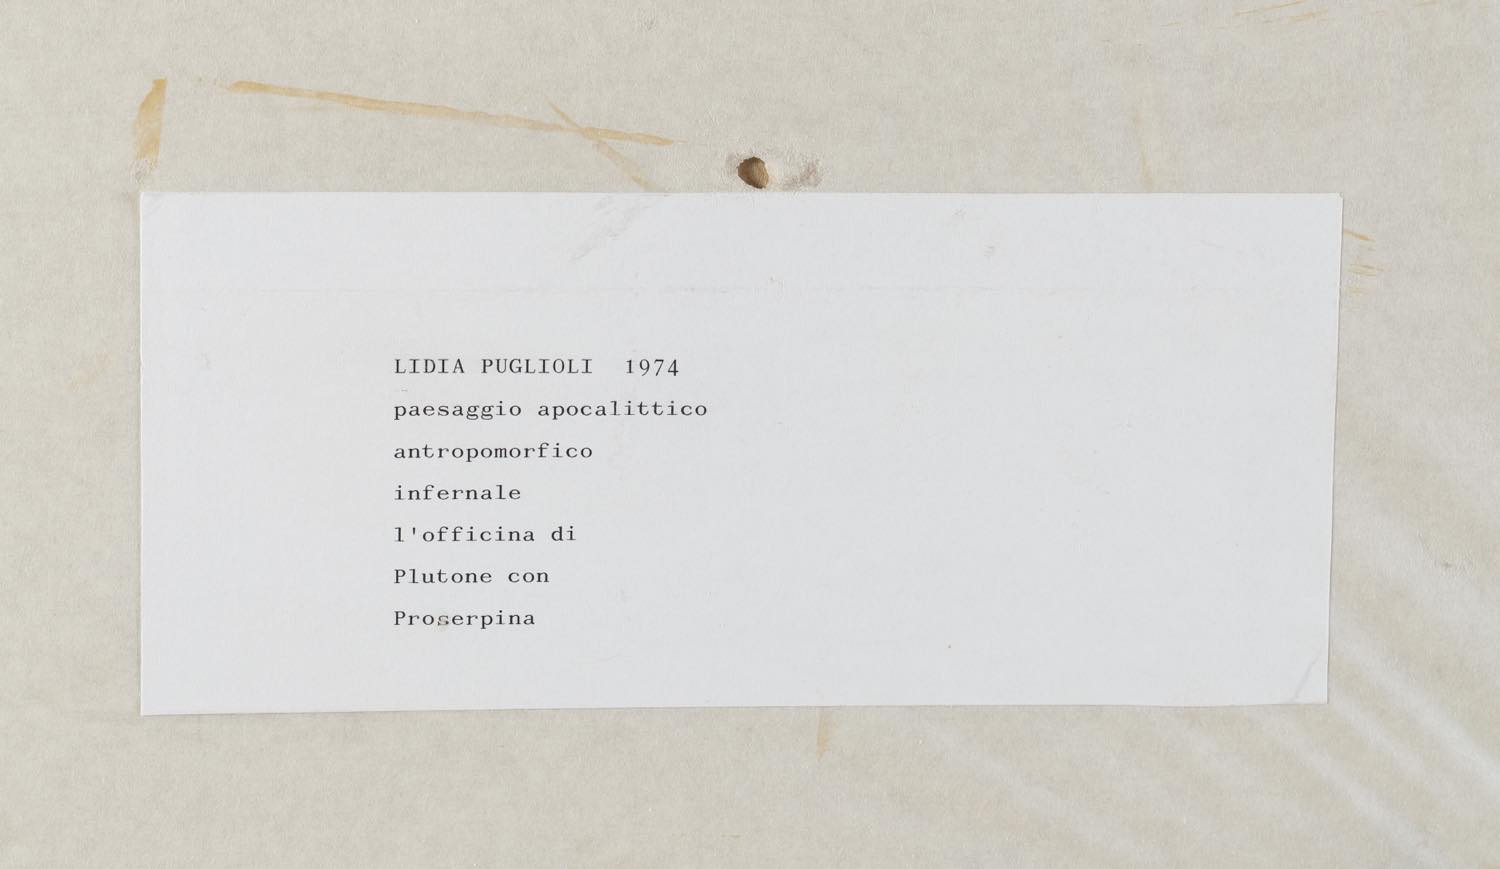 LIDIA PUGLIOLI  1974
paesaggio apocalittico
antropomorfico
infernale
l'officina di
Plutone con
Proserpina